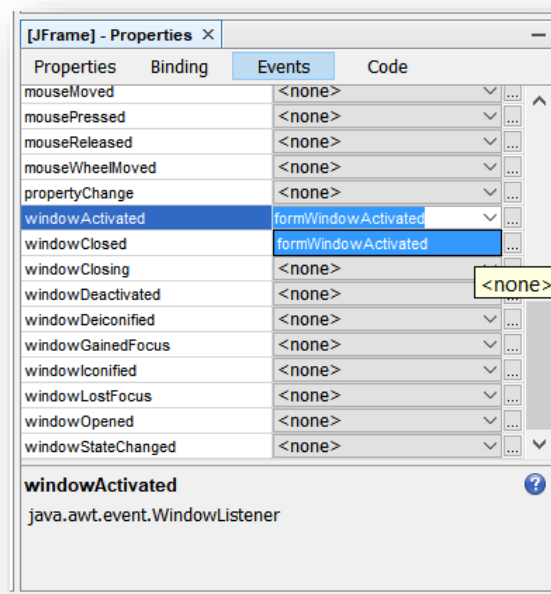 [JFrame] - Properties ×
Properties Binding Events Code
mouseMoved <none> ...
mousePressed <none> ...
mouseReleased <none> ...
mouseWheelMoved <none> ...
propertyChange <none> ...
windowActivated formWindowActivated ...
windowClosed formWindowActivated ...
windowClosing <none>
<none>
windowDeactivated <none>
windowDeiconified <none> ...
windowGainedFocus <none> ...
windowIconified <none> ...
windowLostFocus <none> ...
windowOpened <none> ...
windowStateChanged <none> ...
windowActivated ?
java.awt.event.WindowListener